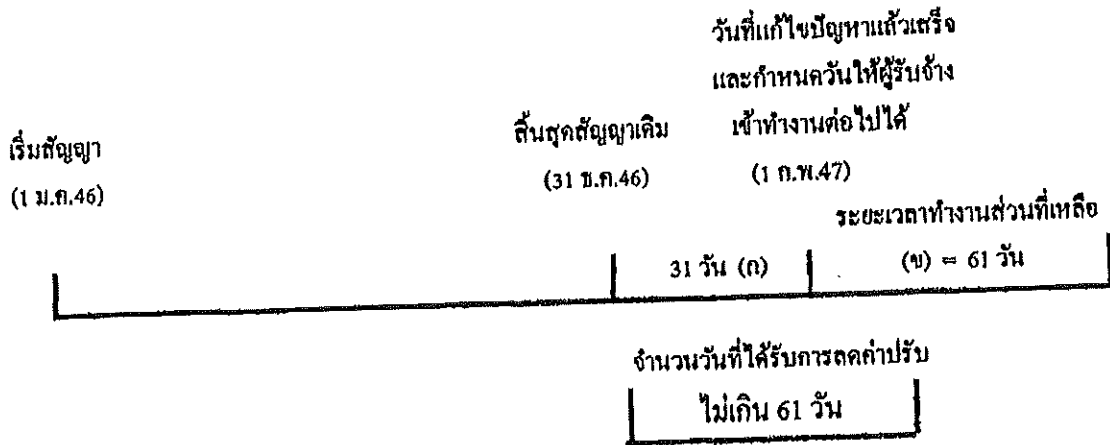 วันที่แก้ไขปัญหาแล้วเสร็จ
และกำหนดวันให้ผู้รับจ้าง
เข้าทำงานต่อไปได้
(1 ก.พ.47)
สิ้นสุดสัญญาเดิม
(31 ธ.ค.46)
เริ่มสัญญา
(1 ม.ค.46)
ระยะเวลาทำงานส่วนที่เหลือ
31 วัน (ก)
(ข) = 61 วัน
จำนวนวันที่ได้รับการลดค่าปรับ
ไม่เกิน 61 วัน